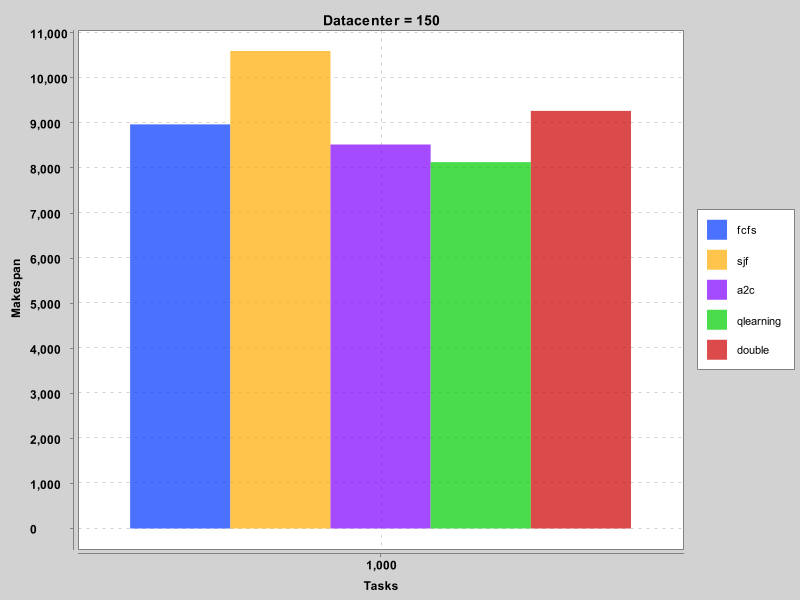 Datacenter = 150
11,000
10,000
9,000
8,000
7,000
6,000
5,000
4,000
3,000
2,000
1,000
0
Makespan
1,000
Tasks
fcfs
sjf
a2c
qlearning
double